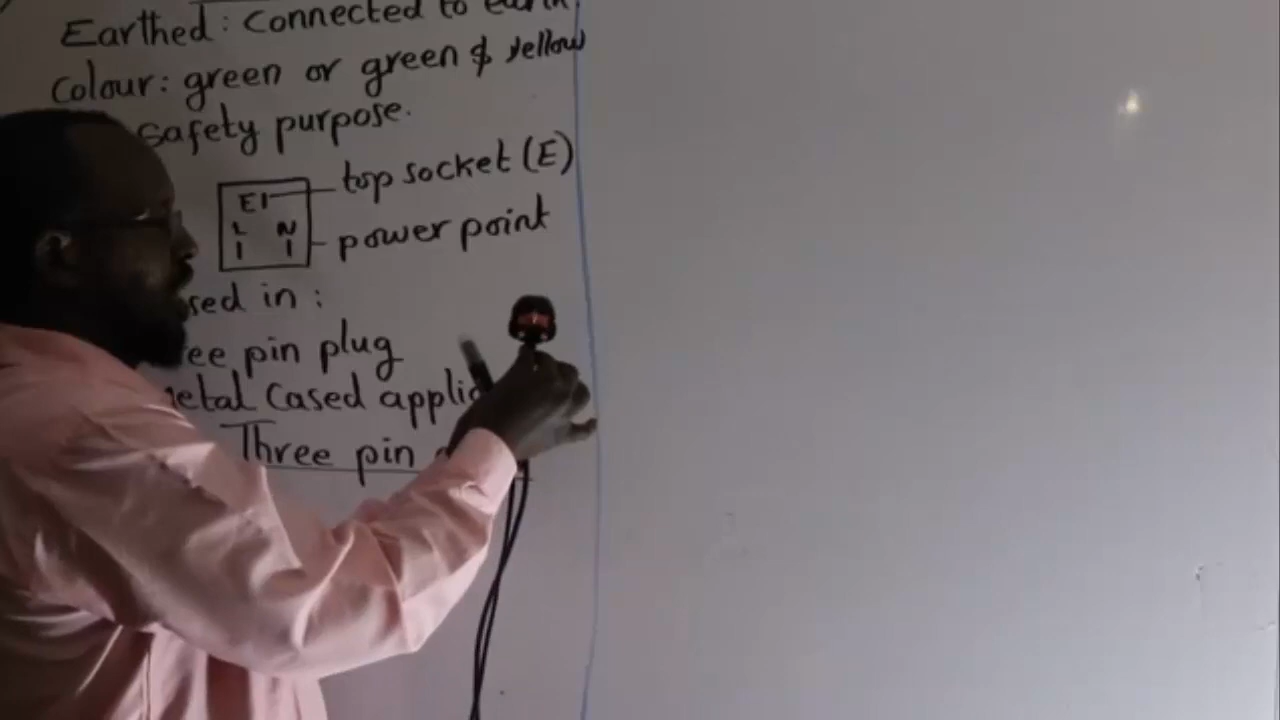 Earthed: Connected to earth.
Colour: green or green & yellow
safety purpose.
top socket (E)
E
L N
power point
sed in:
ee pin plug
etal Cased applic
Three pin